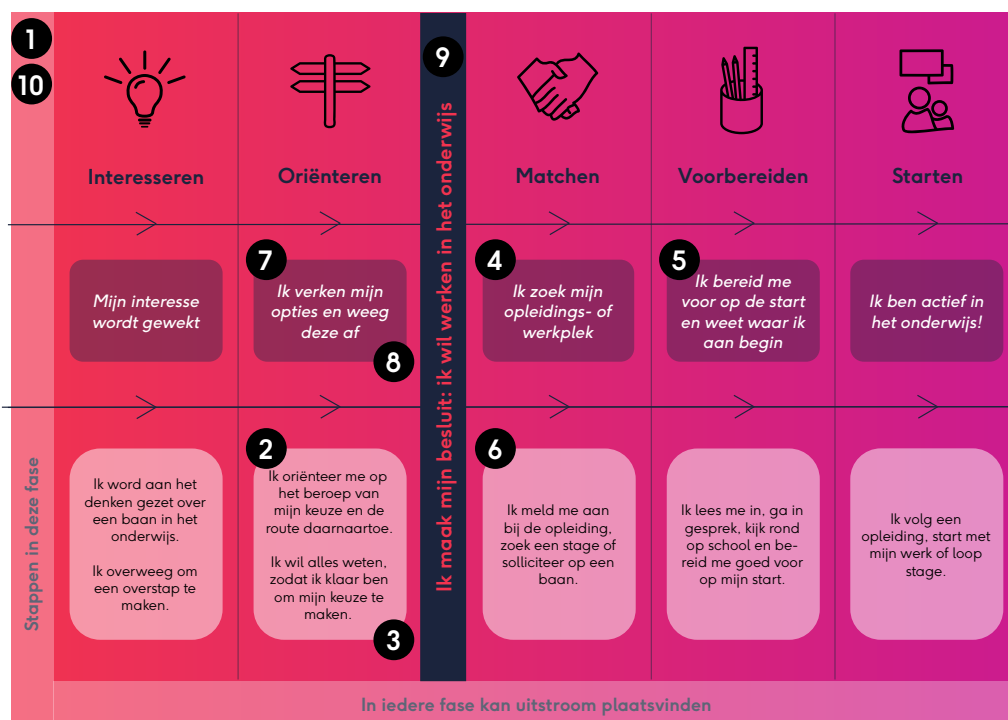 1
10
9
Interesseren
Oriënteren
Matchen
Voorbereiden
Starten
Ik maak mijn besluit: ik wil werken in het onderwijs
Mijn interesse
wordt gewekt
7
Ik verken mijn
opties en weeg
deze af
8
4
Ik zoek mijn
opleidings- of
werkplek
5
Ik bereid me
voor op de start
en weet waar ik
aan begin
Ik ben actief in
het onderwijs!
Stappen in deze fase
Ik word aan het
denken gezet over
een baan in het
onderwijs.
Ik overweeg om
een overstap te
maken.
2
Ik oriënteer me op
het beroep van
mijn keuze en de
route daarnaartoe.
Ik wil alles weten,
zodat ik klaar ben
om mijn keuze te
maken.
3
6
Ik meld me aan
bij de opleiding,
zoek een stage of
solliciteer op een
baan.
Ik lees me in, ga in
gesprek, kijk rond
op school en be-
reid me goed voor
op mijn start.
Ik volg een
opleiding, start met
mijn werk of loop
stage.
In iedere fase kan uitstroom plaatsvinden